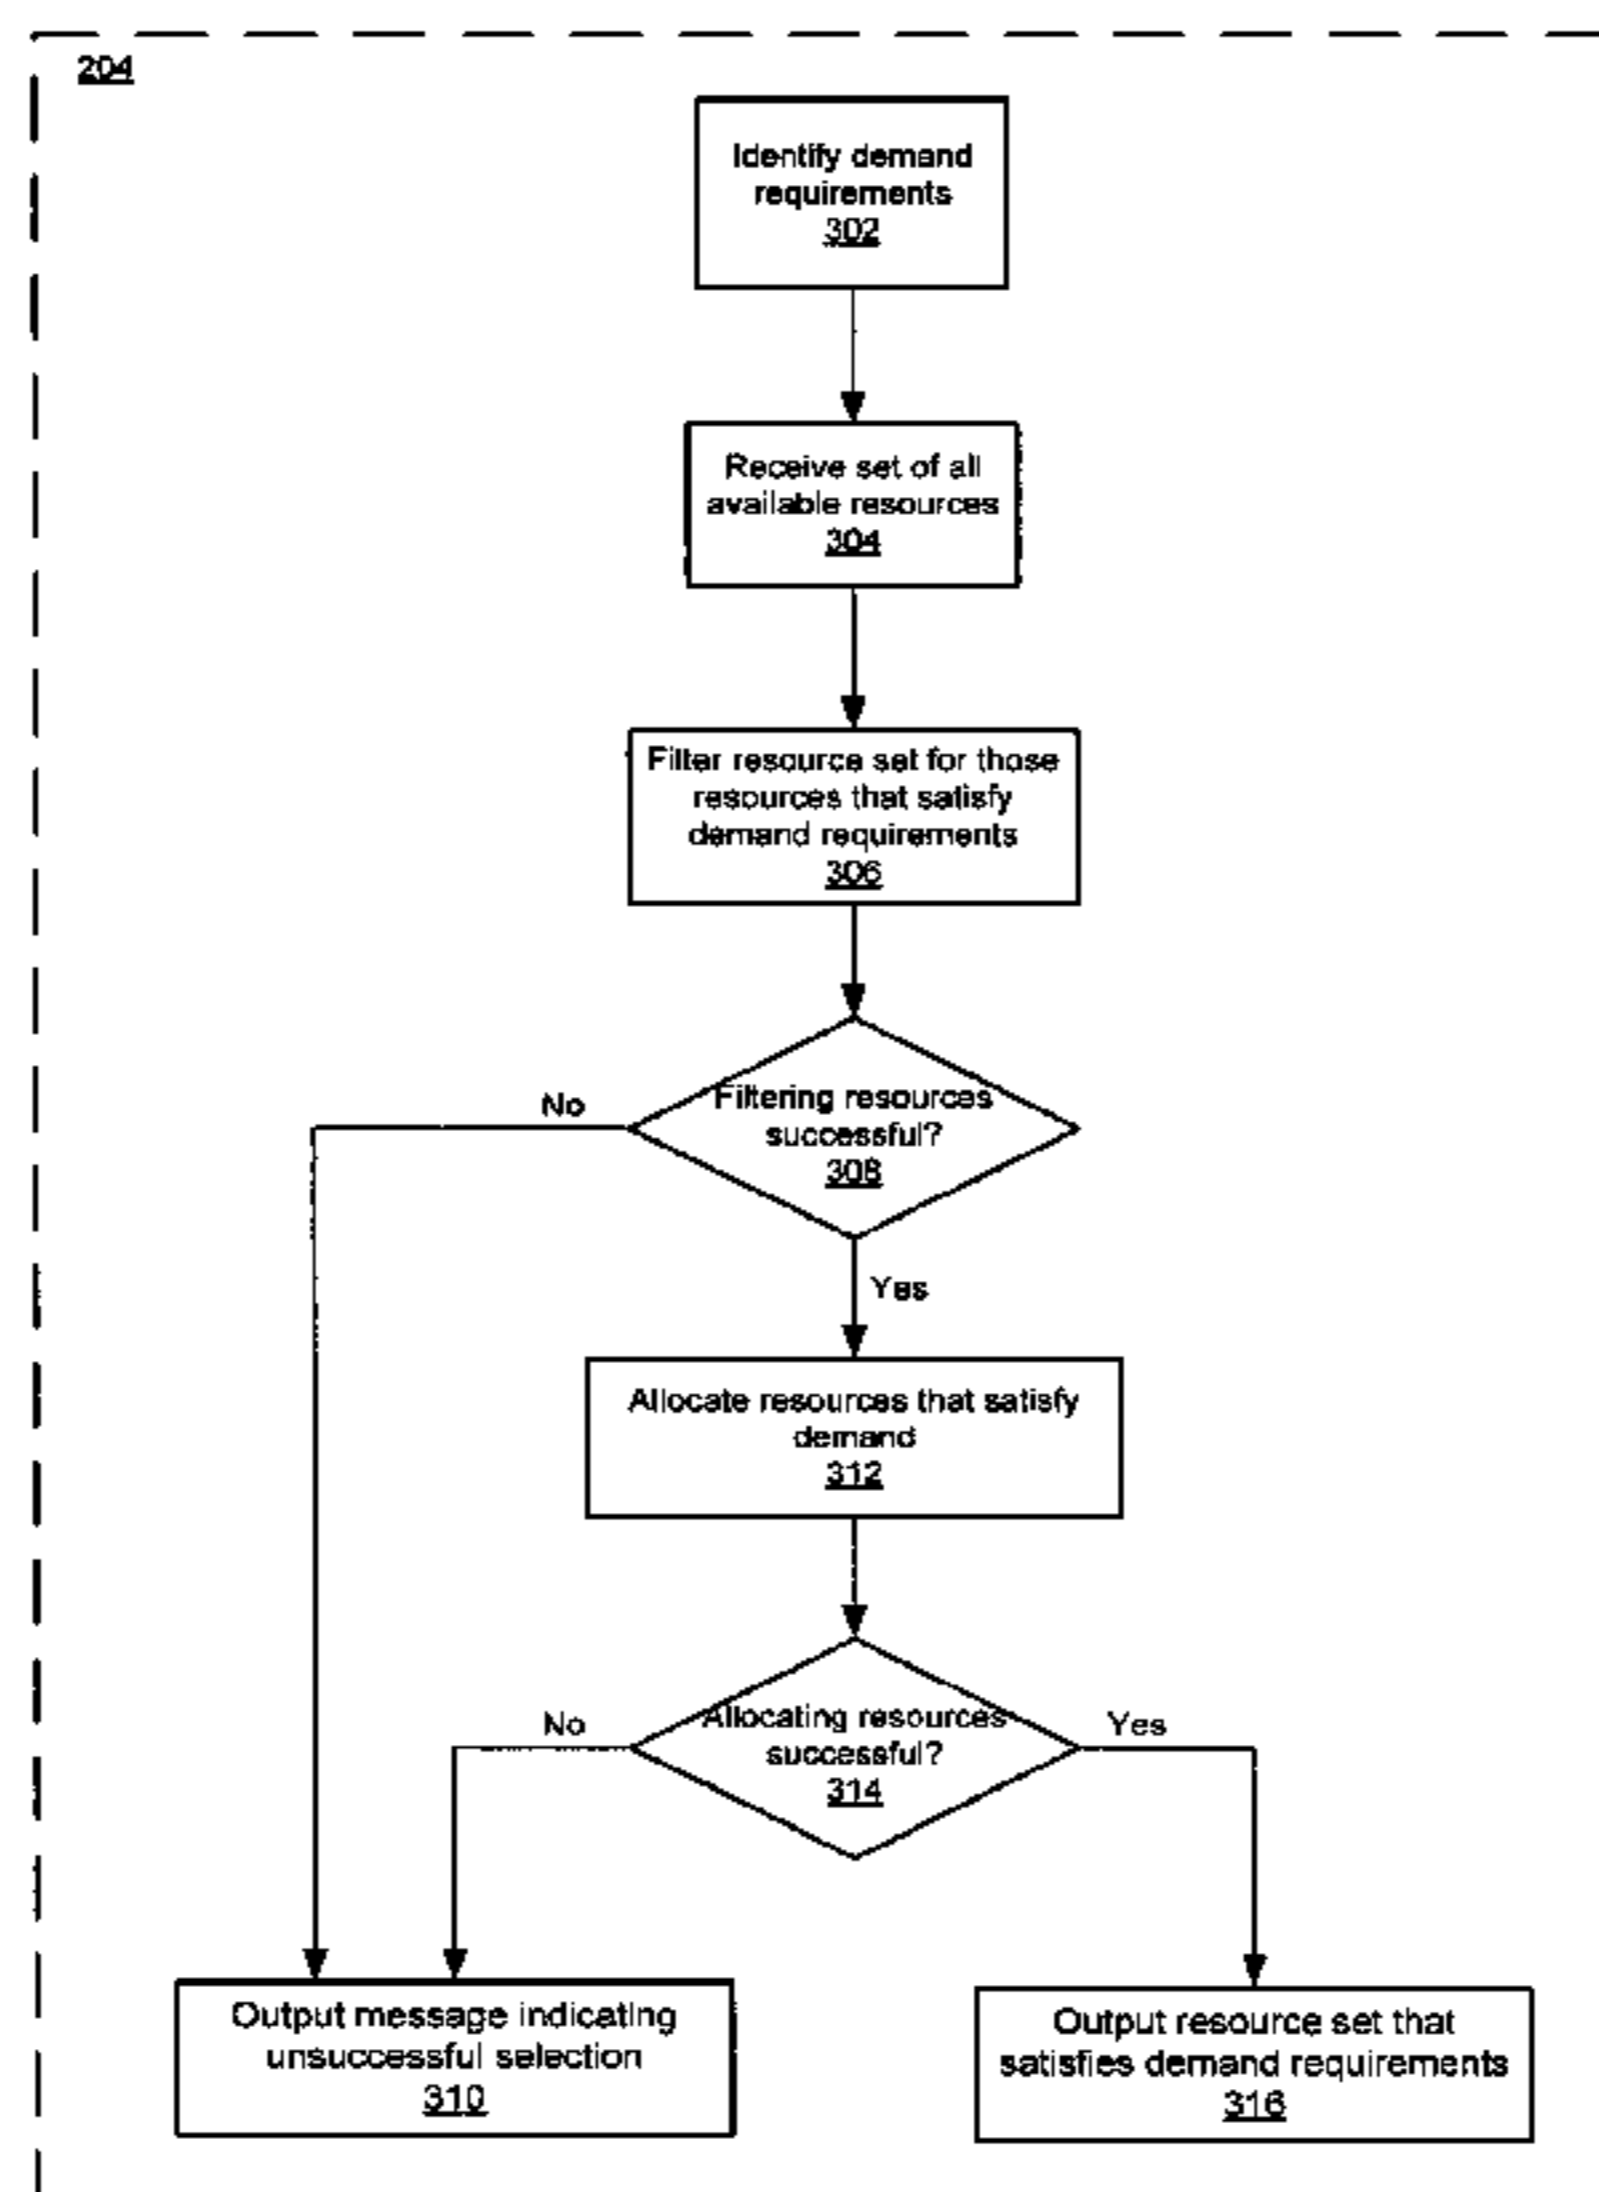 204
Identify demand
requirements
302
Receive set of all
available resources
304
Filter resource set for those
resources that satisfy
demand requirements
306
No
Filtering resources
successful?
308
Yes
Allocate resources that satisfy
demand
312
No
Allocating resources
successful?
314
Yes
Output message indicating
unsuccessful selection
310
Output resource set that
satisfies demand requirements
316